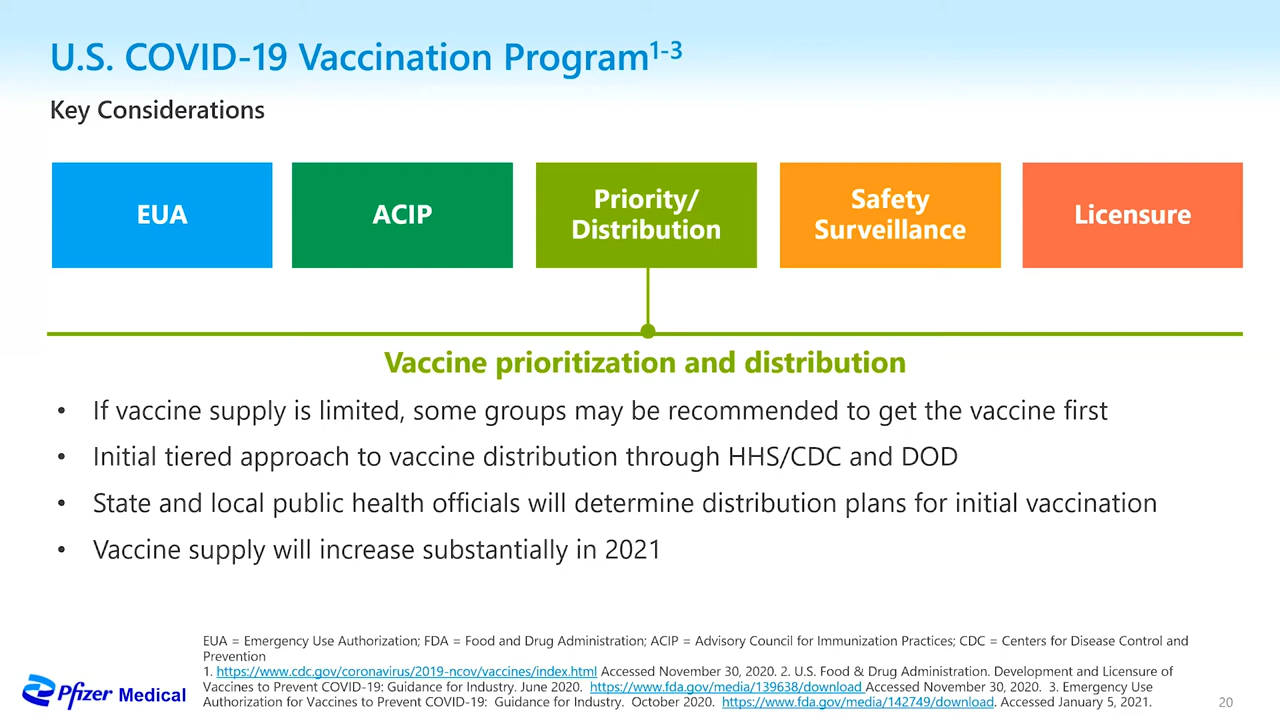 U.S. COVID-19 Vaccination Program1-3
Key Considerations
EUA
ACIP
Priority/
Distribution
Safety
Surveillance
Licensure
Vaccine prioritization and distribution
• If vaccine supply is limited, some groups may be recommended to get the vaccine first
• Initial tiered approach to vaccine distribution through HHS/CDC and DOD
• State and local public health officials will determine distribution plans for initial vaccination
• Vaccine supply will increase substantially in 2021
EUA = Emergency Use Authorization; FDA = Food and Drug Administration; ACIP = Advisory Council for Immunization Practices; CDC = Centers for Disease Control and
Prevention
1. https://www.cdc.gov/coronavirus/2019-ncov/vaccines/index.html Accessed November 30, 2020. 2. U.S. Food & Drug Administration. Development and Licensure of
Vaccines to Prevent COVID-19: Guidance for Industry. June 2020. https://www.fda.gov/media/139638/download Accessed November 30, 2020. 3. Emergency Use
Authorization for Vaccines to Prevent COVID-19: Guidance for Industry. October 2020. https://www.fda.gov/media/142749/download. Accessed January 5, 2021.
Pfizer Medical
20